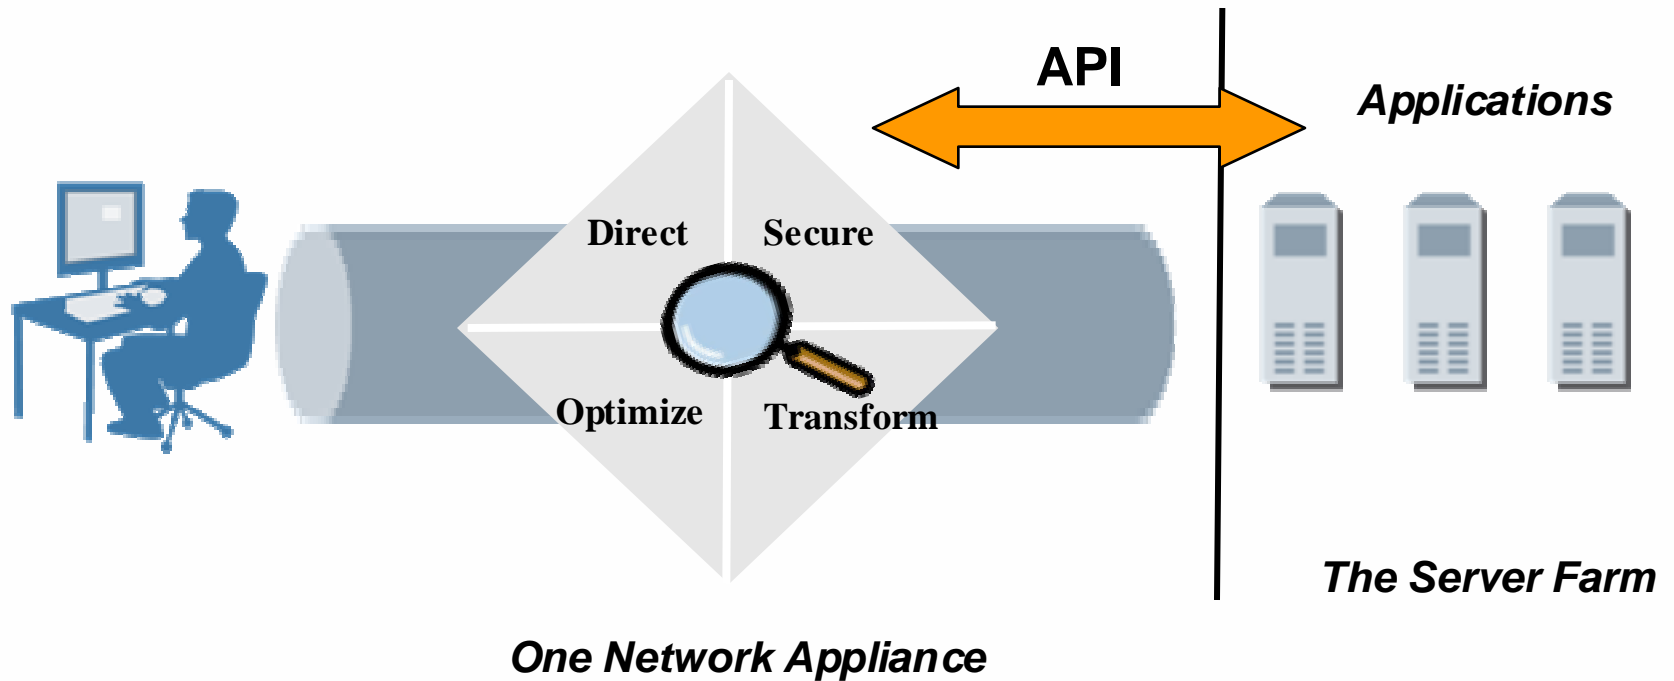 API
Applications
Direct
Secure
Optimize
Transform
The Server Farm
One Network Appliance